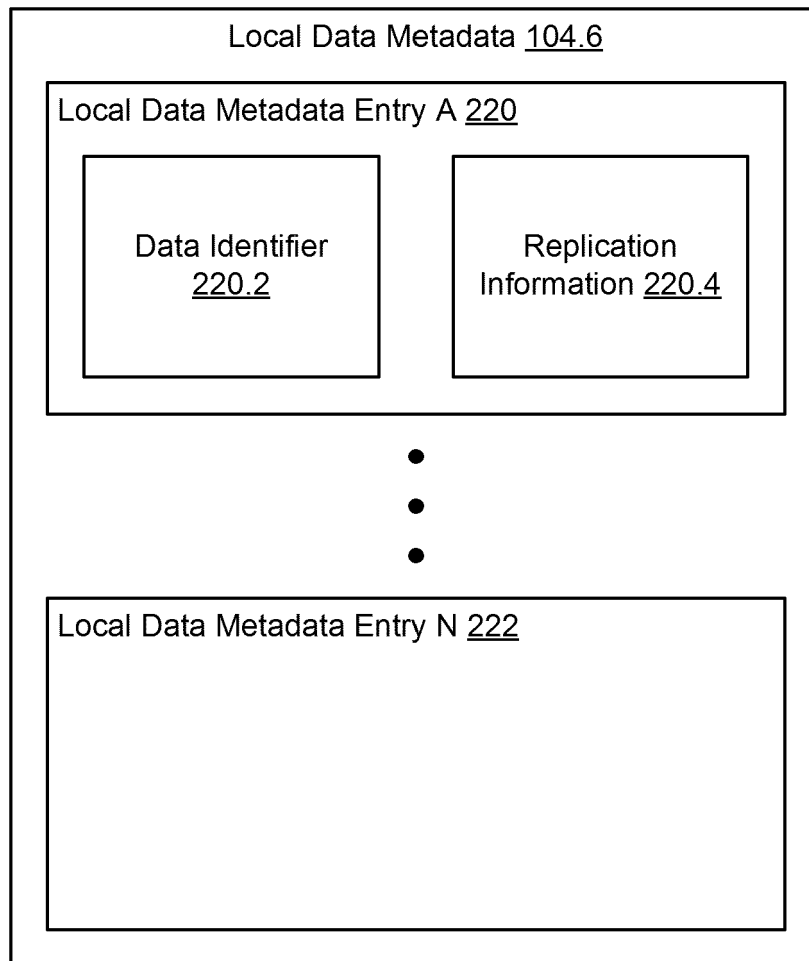 Local Data Metadata 104.6
Local Data Metadata Entry A 220
Data Identifier
220.2
Replication
Information 220.4
Local Data Metadata Entry N 222